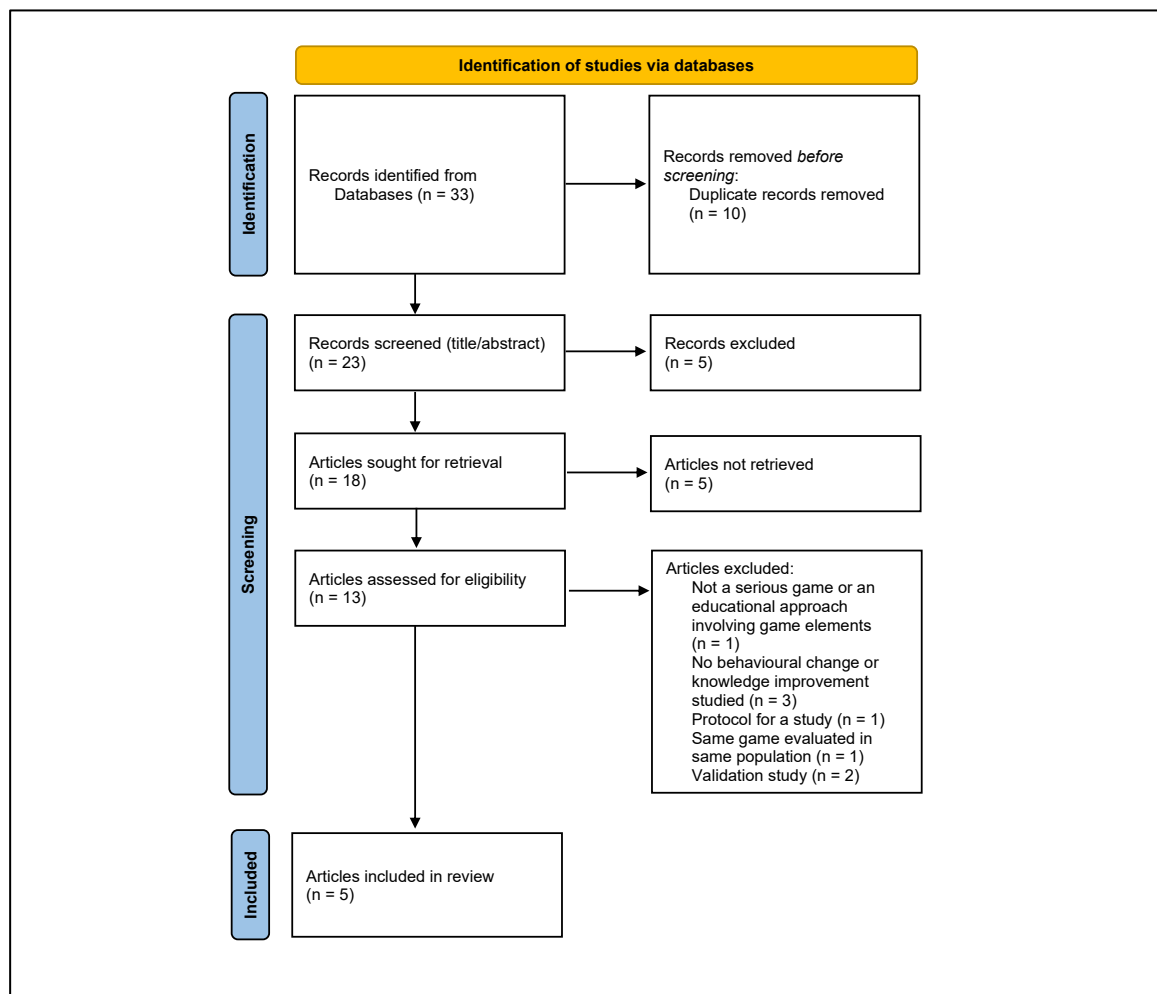 Identification of studies via databases
Identification
Records identified from
Databases (n = 33)
Records removed before
screening:
Duplicate records removed
(n = 10)
Screening
Records screened (title/abstract)
(n = 23)
Records excluded
(n = 5)
Articles sought for retrieval
(n = 18)
Articles not retrieved
(n = 5)
Articles assessed for eligibility
(n = 13)
Articles excluded:
Not a serious game or an
educational approach
involving game elements
(n = 1)
No behavioural change or
knowledge improvement
studied (n = 3)
Protocol for a study (n = 1)
Same game evaluated in
same population (n = 1)
Validation study (n = 2)
Included
Articles included in review
(n = 5)